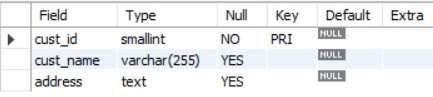 Field Type Null Key Default Extra
cust_id smallint NO PRI NULL
cust_name varchar(255) YES NULL
address text YES NULL